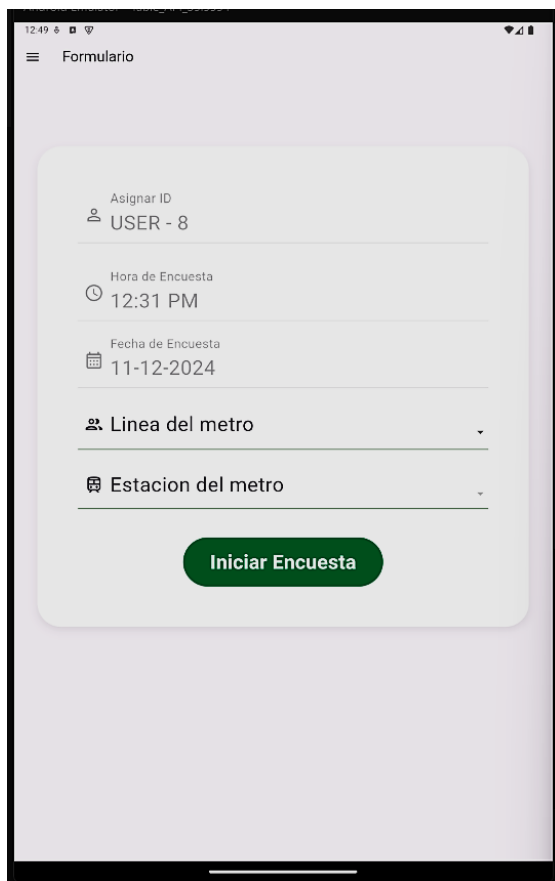 12:49
Formulario
Asignar ID
USER - 8
Hora de Encuesta
12:31 PM
Fecha de Encuesta
11-12-2024
Linea del metro
Estacion del metro
Iniciar Encuesta